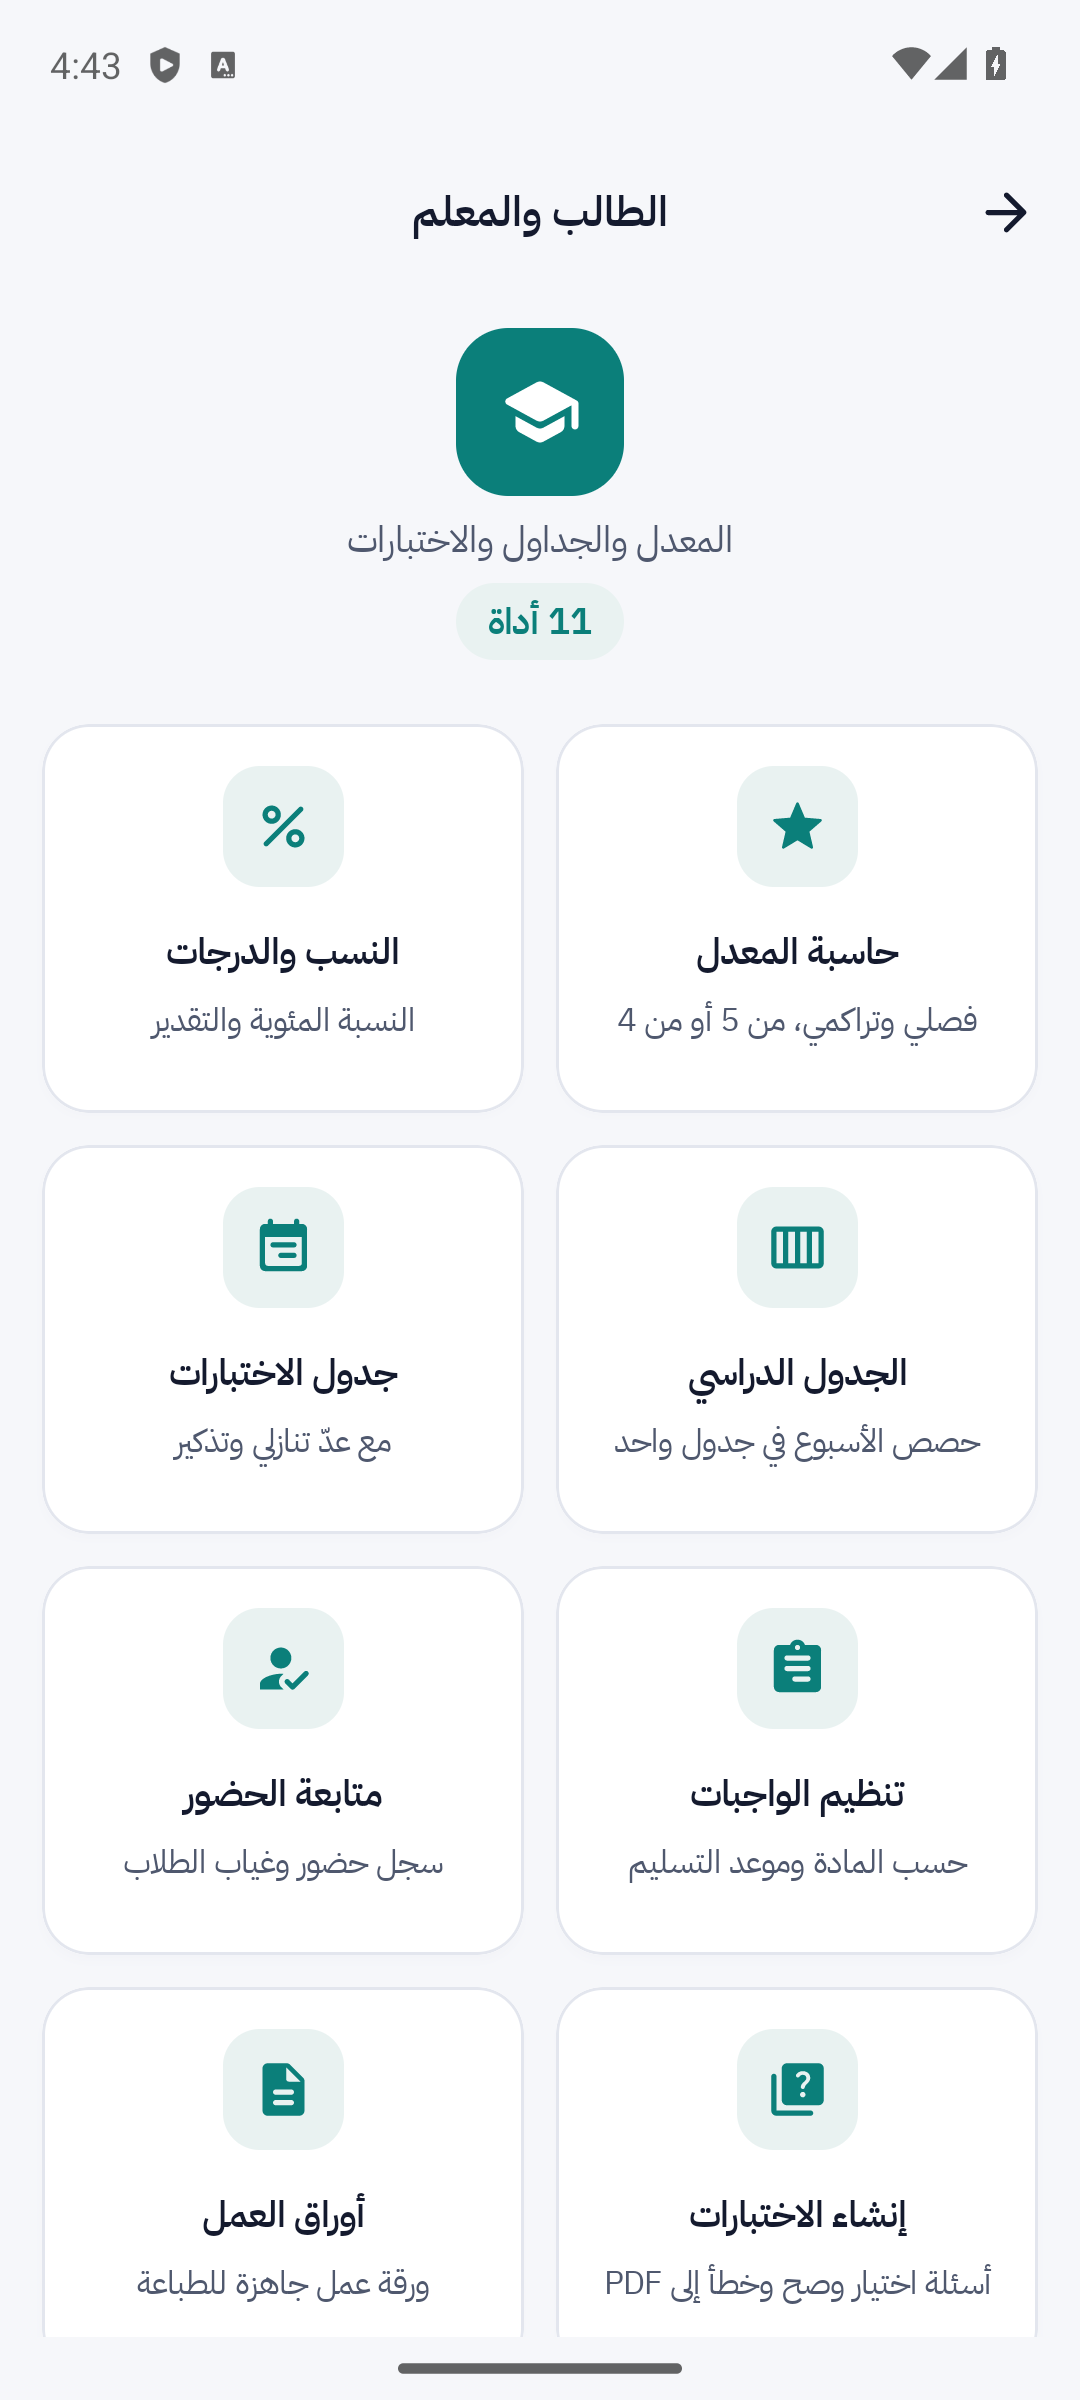 4:43
الطالب والمعلم
المعدل والجداول والاختبارات
11 أداة
حاسبة المعدل
فصلي وتراكمي، من 5 أو من 4
النسب والدرجات
النسبة المئوية والتقدير
الجدول الدراسي
حصص الأسبوع في جدول واحد
جدول الاختبارات
مع عدّ تنازلي وتذكير
تنظيم الواجبات
حسب المادة وموعد التسليم
متابعة الحضور
سجل حضور وغياب الطلاب
إنشاء الاختبارات
أسئلة اختيار وصح وخطأ إلى PDF
أوراق العمل
ورقة عمل جاهزة للطباعة